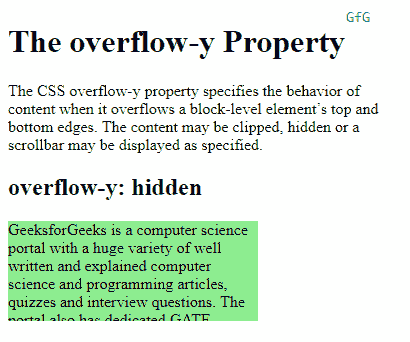 GfG
The overflow-y Property
The CSS overflow-y property specifies the behavior of
content when it overflows a block-level element's top and
bottom edges. The content may be clipped, hidden or a
scrollbar may be displayed as specified.
overflow-y: hidden
GeeksforGeeks is a computer science
portal with a huge variety of well
written and explained computer
science and programming articles,
quizzes and interview questions. The
portal also has dedicated GATE